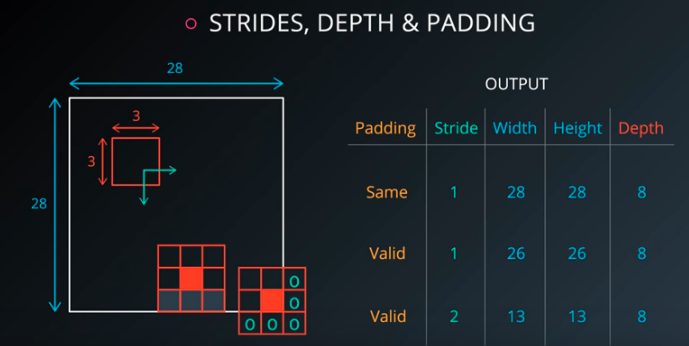 STRIDES, DEPTH & PADDING
28
OUTPUT
3
Padding Stride Width Height Depth
3
Same 1 28 28 8
28
Valid 1 26 26 8
0
0
Valid 2 13 13 8
0 0 0